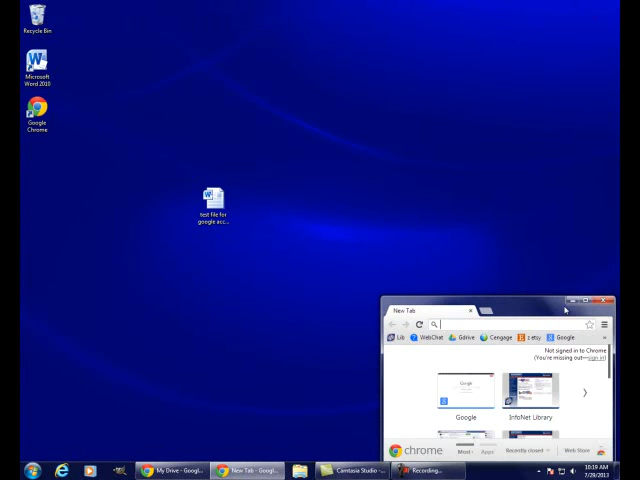 Recycle Bin
Microsoft
Word 2010
Google
Chrome
test file for
google acc...
New Tab
Lib
WebChat
Gdrive
Cengage
z etsy
Google
»
Not signed in to Chrome
(You're missing out—sign in)
Google
InfoNet Library
chrome
Most
Apps
Recently closed
Web Store
My Drive - Googl...
New Tab - Googl...
Camtasia Studio -...
Recording...
10:19 AM
7/29/2013